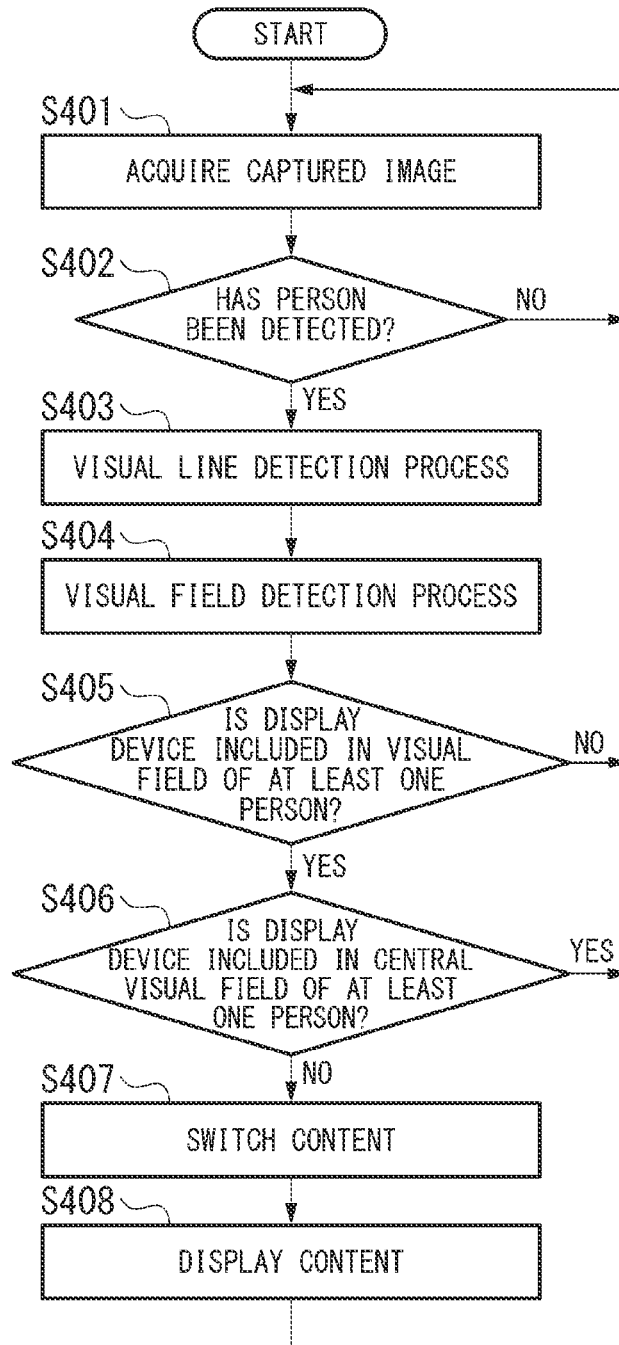 START
S401
ACQUIRE CAPTURED IMAGE
S402
HAS PERSON
BEEN DETECTED?
NO
YES
S403
VISUAL LINE DETECTION PROCESS
S404
VISUAL FIELD DETECTION PROCESS
S405
IS DISPLAY
DEVICE INCLUDED IN VISUAL
FIELD OF AT LEAST ONE
PERSON?
NO
YES
S406
IS DISPLAY
DEVICE INCLUDED IN CENTRAL
VISUAL FIELD OF AT LEAST
ONE PERSON?
YES
NO
S407
SWITCH CONTENT
S408
DISPLAY CONTENT